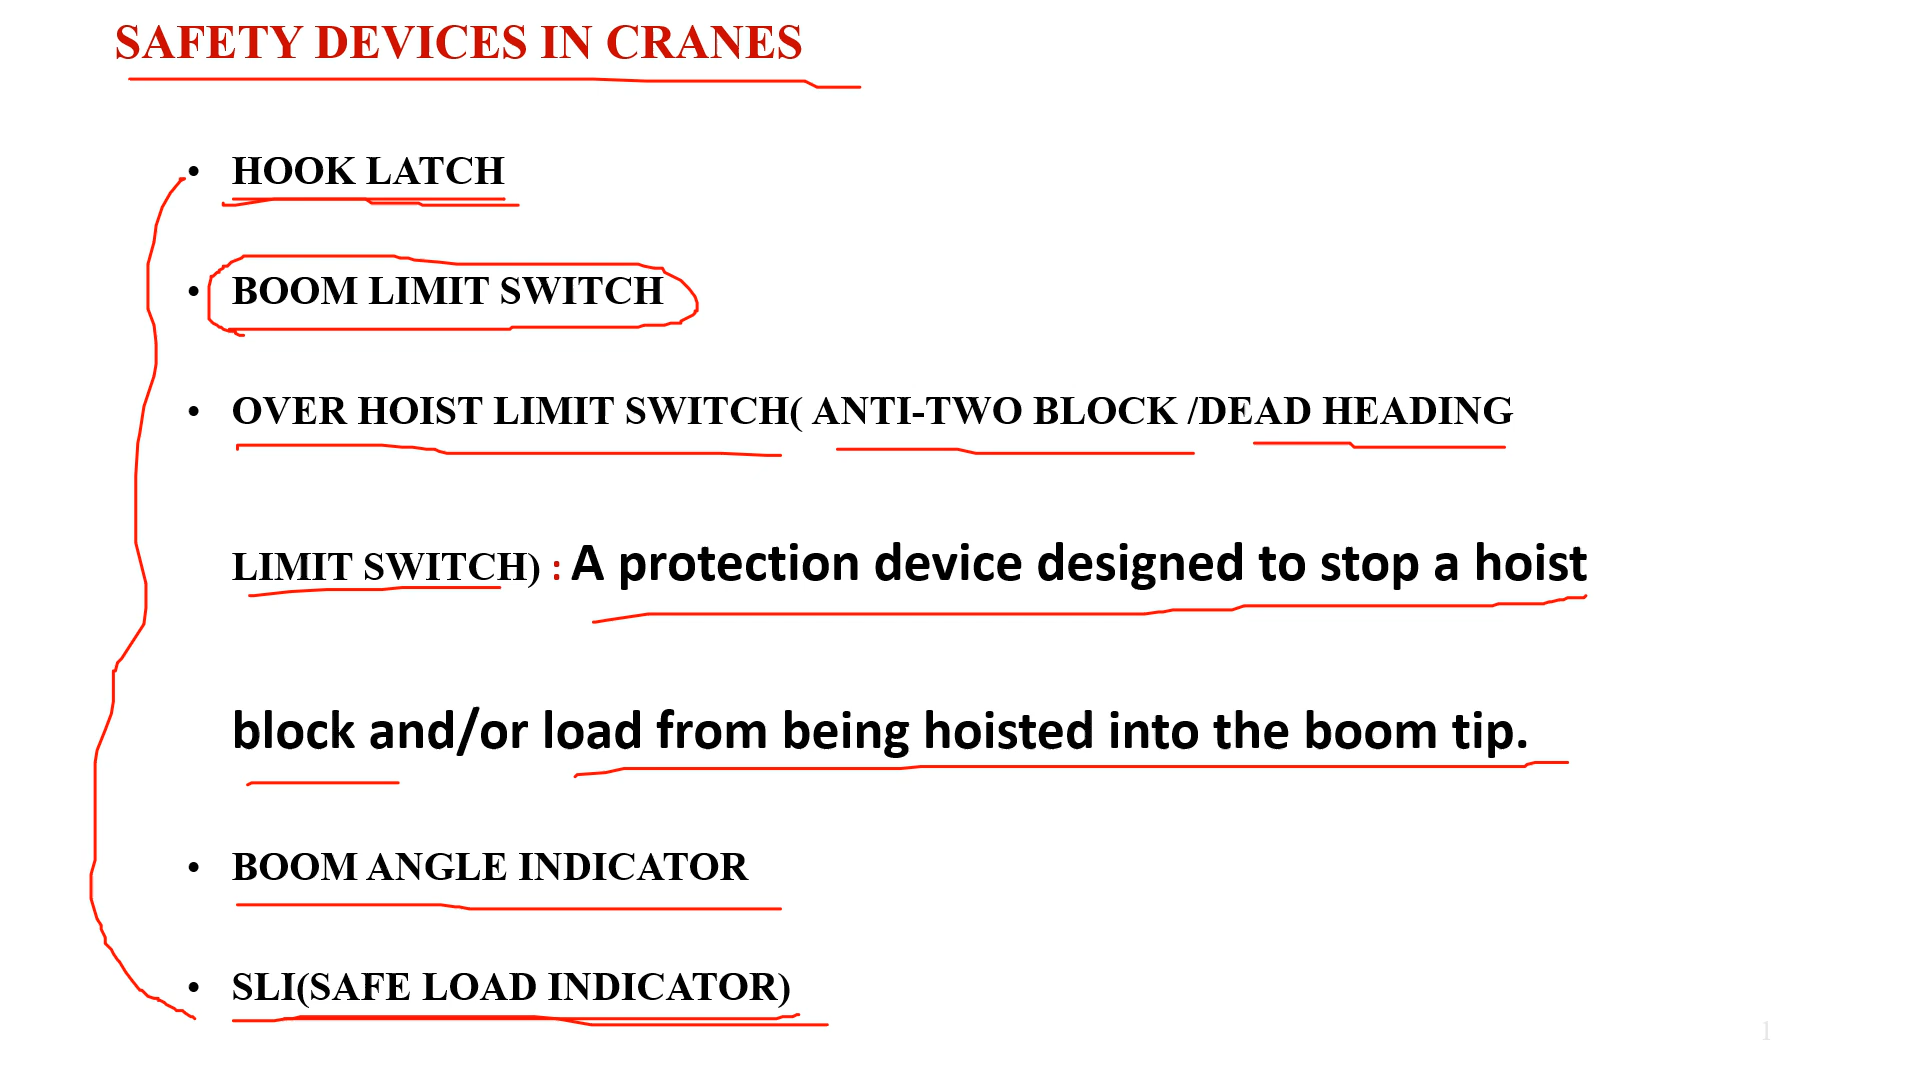 SAFETY DEVICES IN CRANES
• HOOK LATCH
• BOOM LIMIT SWITCH
• OVER HOIST LIMIT SWITCH( ANTI-TWO BLOCK /DEAD HEADING
LIMIT SWITCH) : A protection device designed to stop a hoist
block and/or load from being hoisted into the boom tip.
• BOOM ANGLE INDICATOR
• SLI(SAFE LOAD INDICATOR)
1